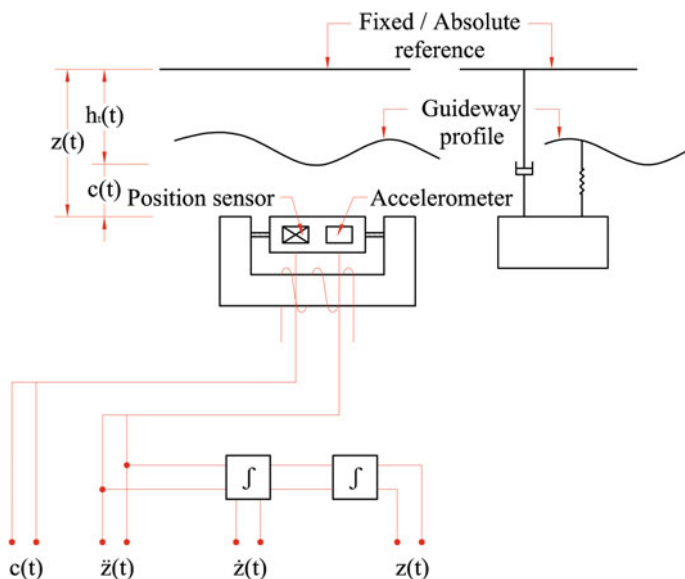 Fixed / Absolute
reference
hₜ(t)
z(t)
Guideway
profile
c(t)
Position sensor
Accelerometer
∫
∫
c(t)
z̈(t)
ż(t)
z(t)